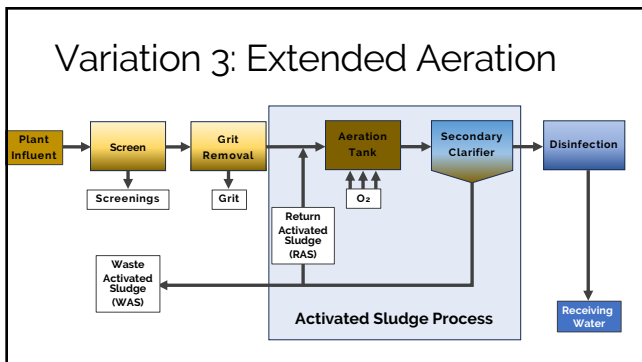 Variation 3: Extended Aeration
Plant
Influent
Screen
Grit
Removal
Aeration
Tank
Secondary
Clarifier
Disinfection
Screenings
Grit
O₂
Return
Activated
Sludge
(RAS)
Waste
Activated
Sludge
(WAS)
Activated Sludge Process
Receiving
Water